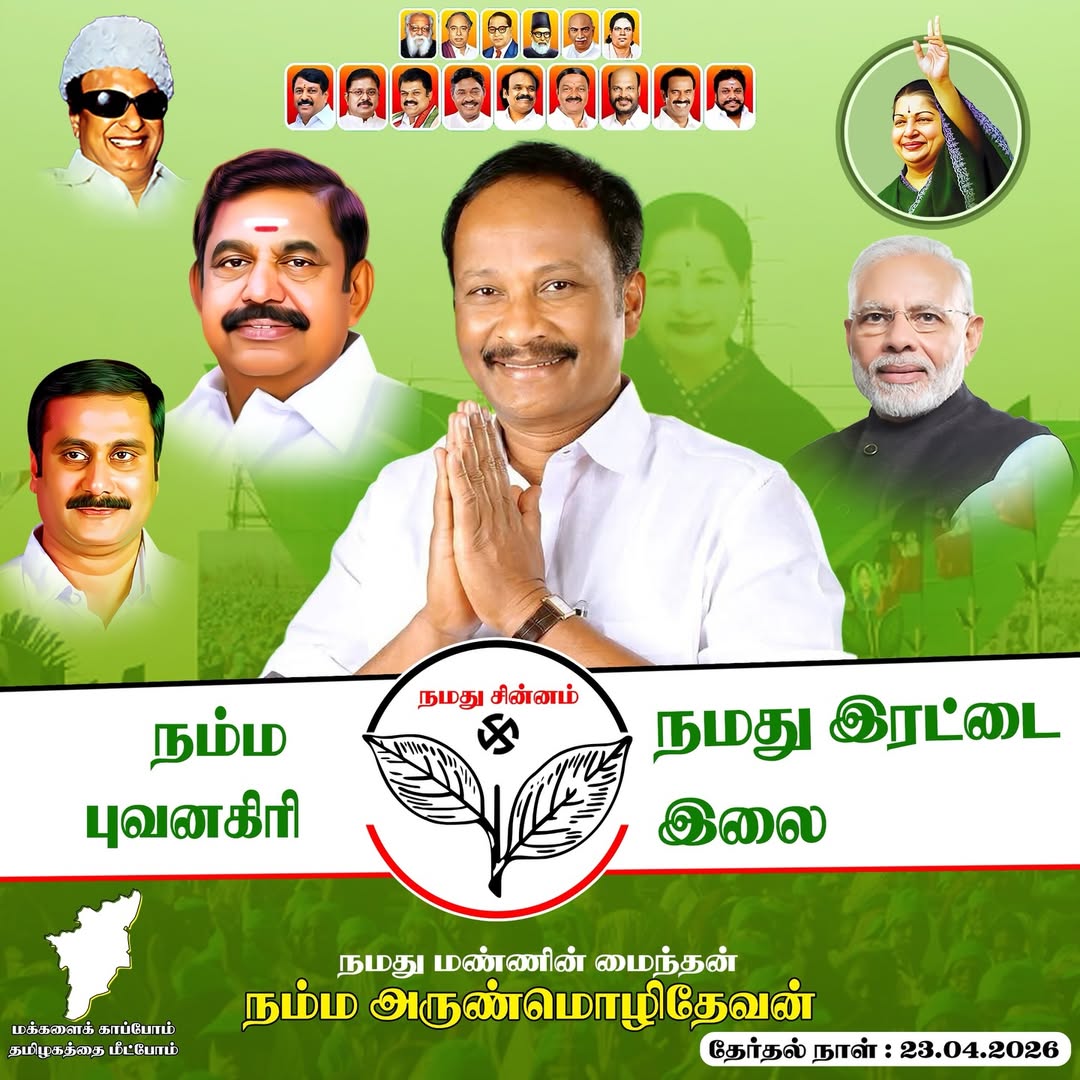 நமது சின்னம்
நம்ம
புவனகிரி
நமது இரட்டை
இலை
நமது மண்ணின் மைந்தன்
நம்ம அருண்மொழிதேவன்
மக்களைக் காப்போம்
தமிழகத்தை மீட்போம்
தேர்தல் நாள் : 23.04.2026